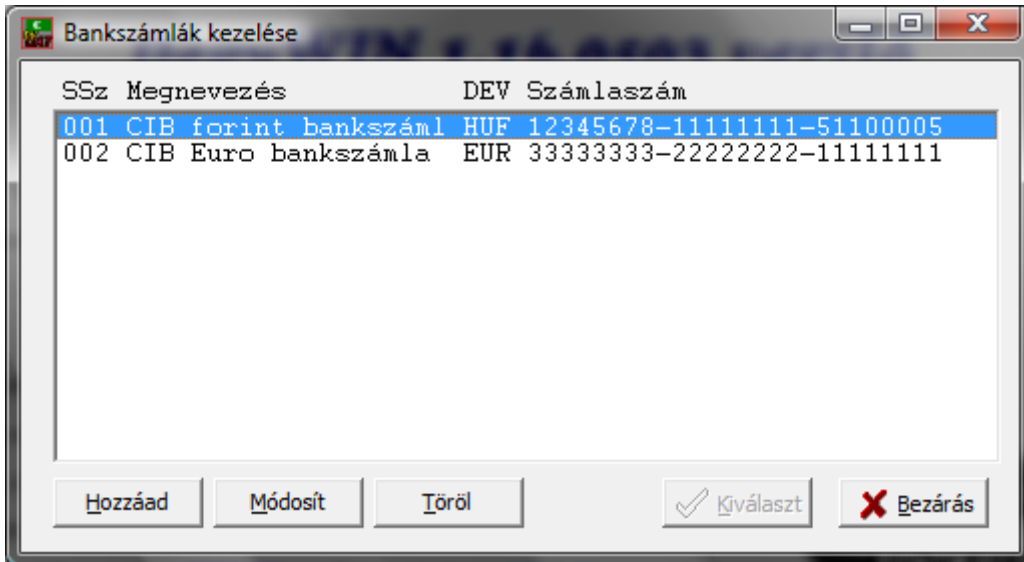 Bankszámlák kezelése
SSz Megnevezés DEV Számlaszám
001 CIB forint bankszáml HUF 12345678-11111111-51100005
002 CIB Euro bankszámla EUR 33333333-22222222-11111111
Hozzáad Módosít Töröl Kiválaszt Bezárás